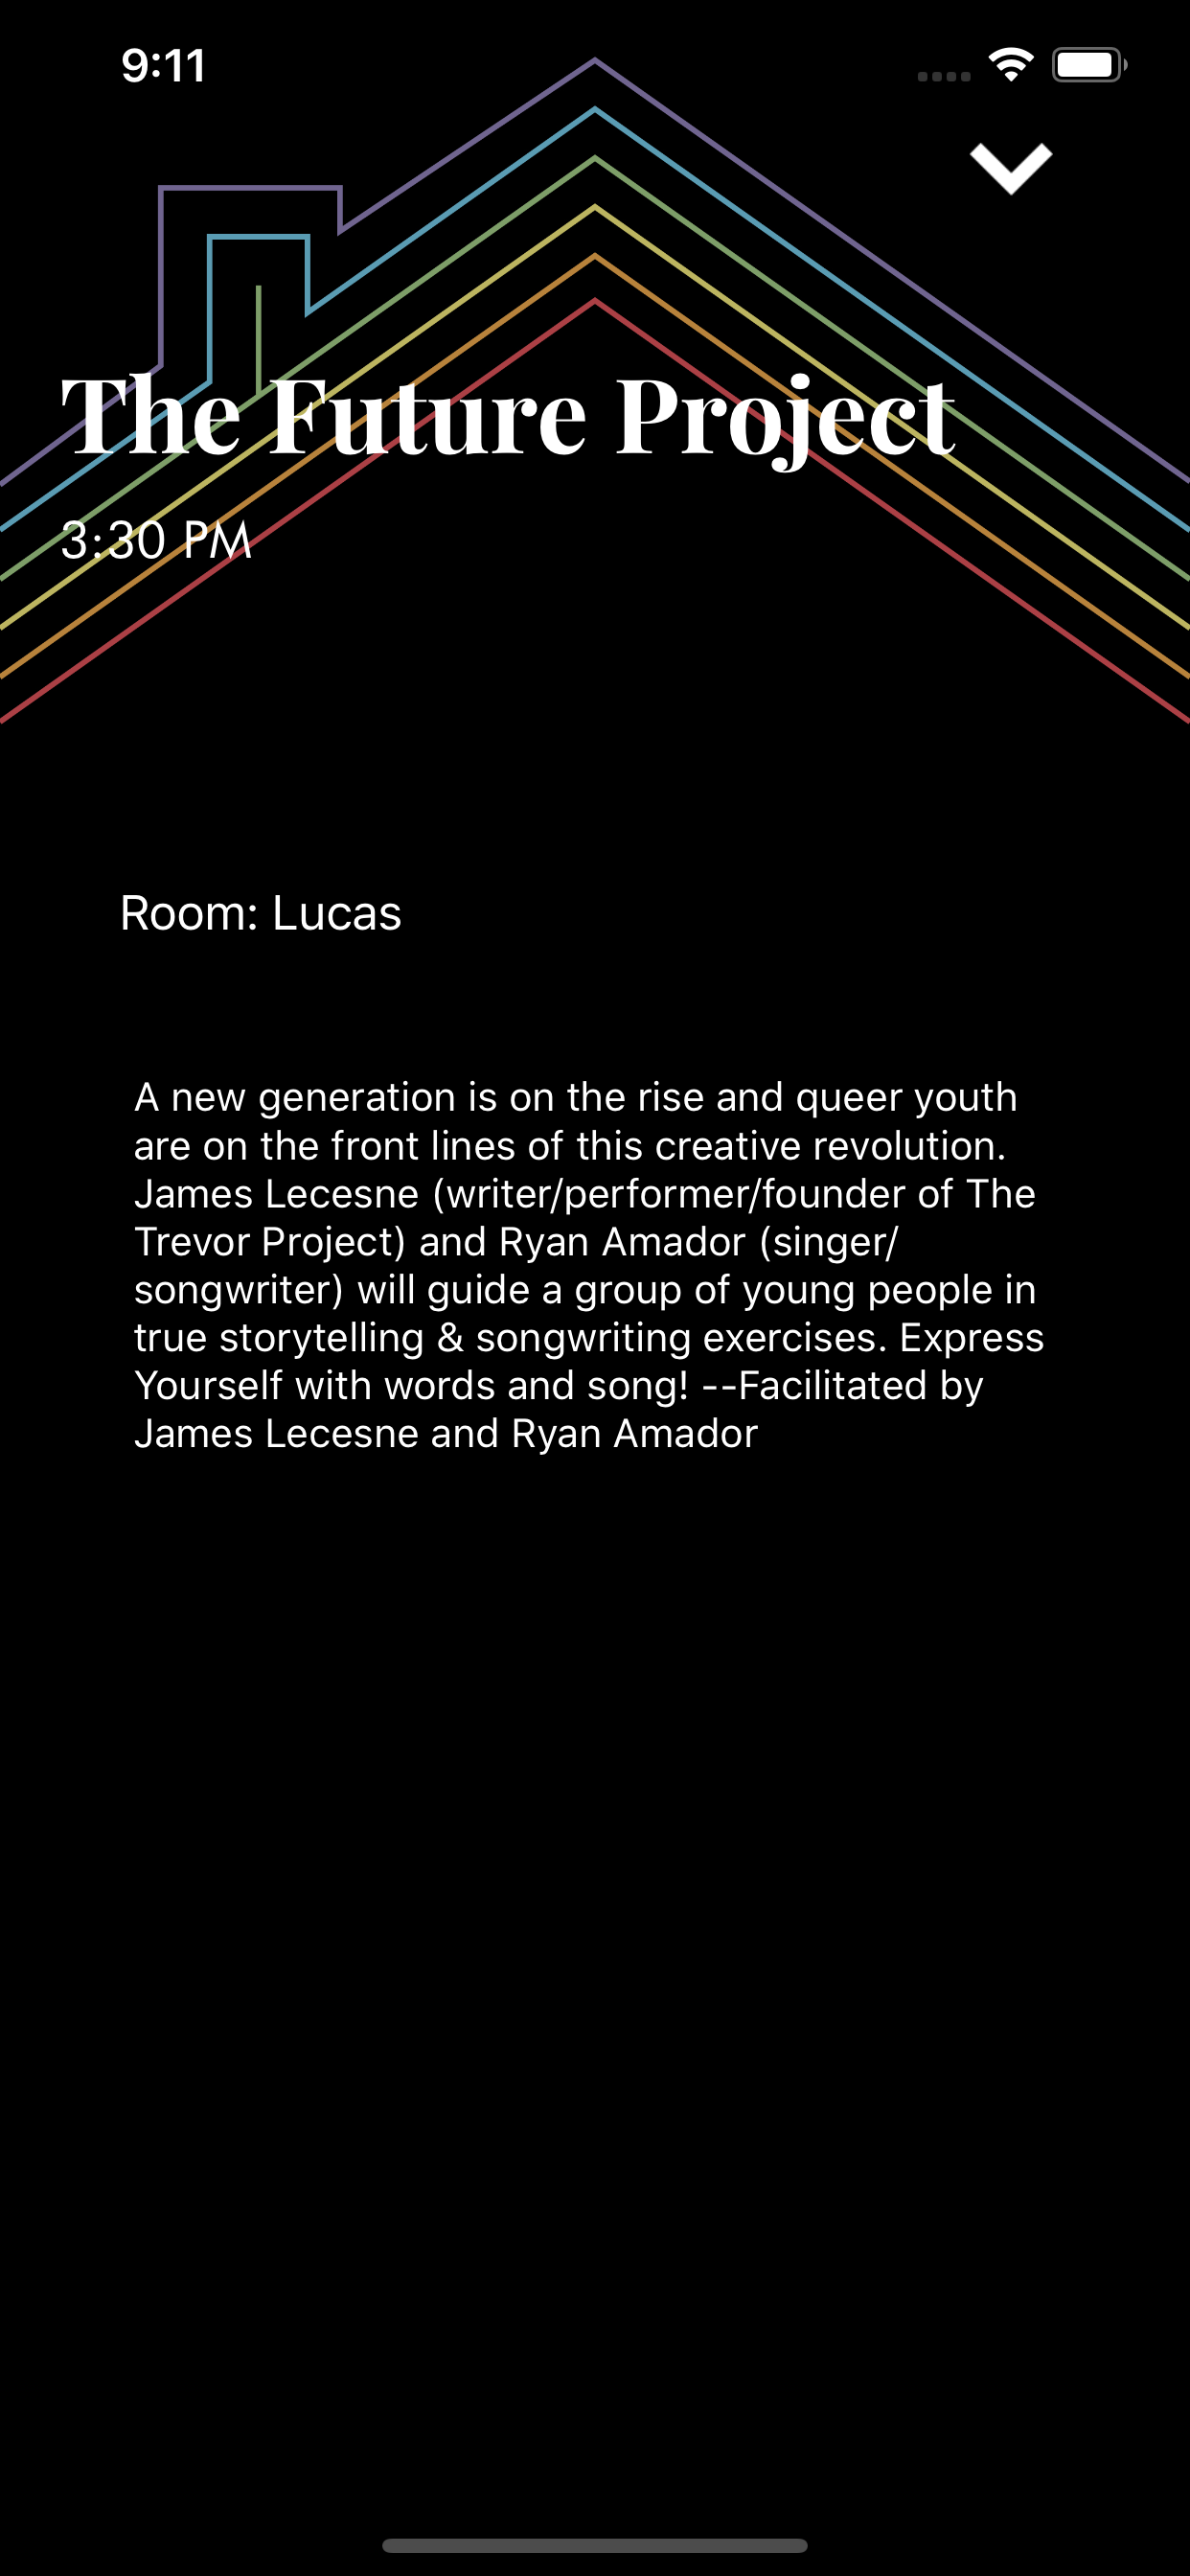 9:11
The Future Project
3:30 PM
Room: Lucas
A new generation is on the rise and queer youth
are on the front lines of this creative revolution.
James Lecesne (writer/performer/founder of The
Trevor Project) and Ryan Amador (singer/
songwriter) will guide a group of young people in
true storytelling & songwriting exercises. Express
Yourself with words and song! --Facilitated by
James Lecesne and Ryan Amador